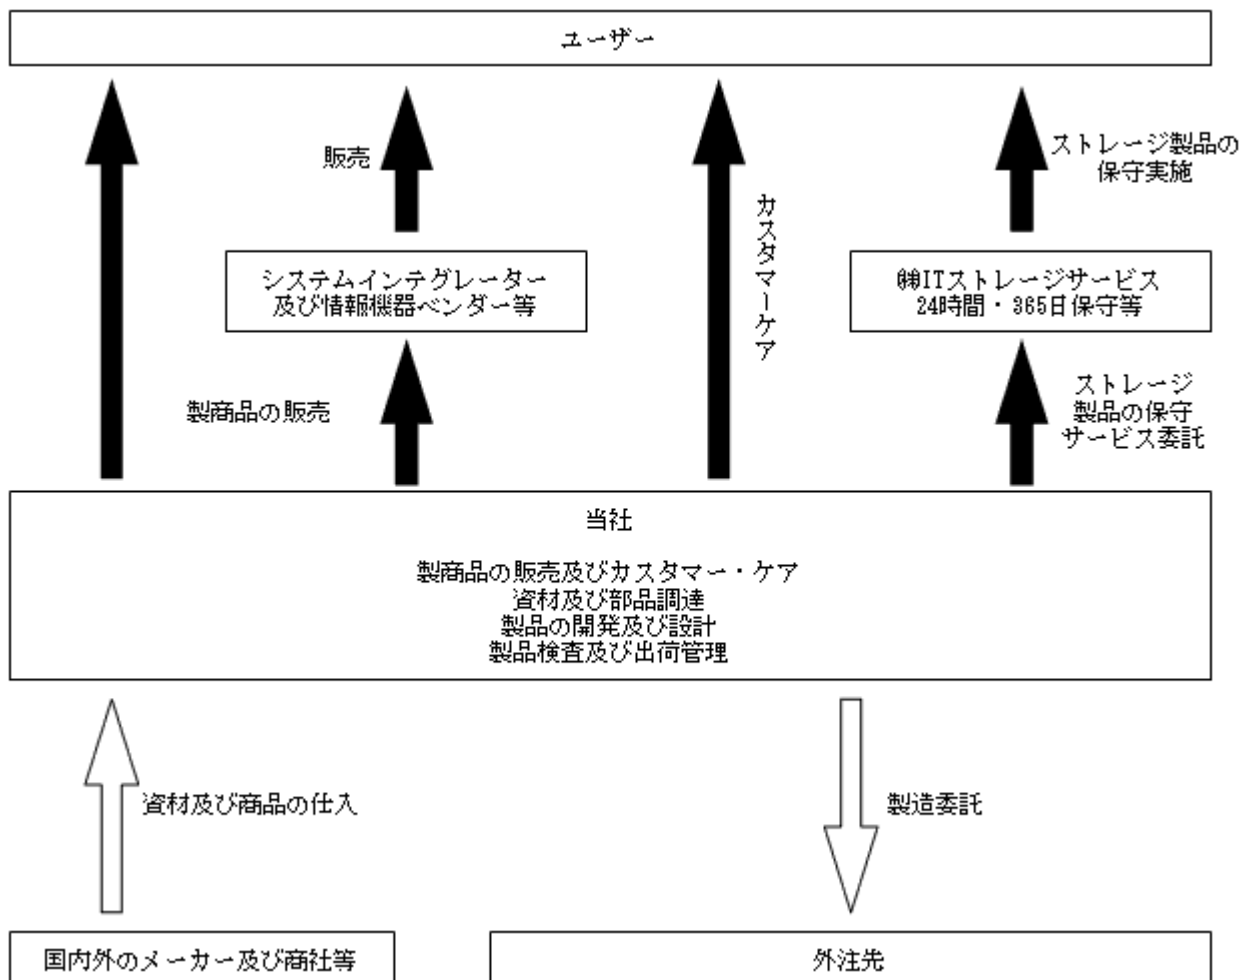 ユーザー
販売
ストレージ製品の
保守実施
カスタマーケア
システムインテグレーター
及び情報機器ベンダー等
㈱ITストレージサービス
24時間・365日保守等
製商品の販売
ストレージ
製品の保守
サービス委託
当社
製商品の販売及びカスタマー・ケア
資材及び部品調達
製品の開発及び設計
製品検査及び出荷管理
資材及び商品の仕入
製造委託
国内外のメーカー及び商社等
外注先